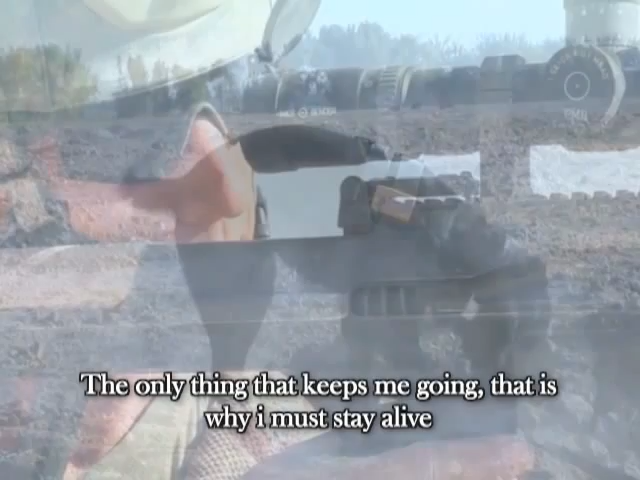 The only thing that keeps me going, that is
why i must stay alive